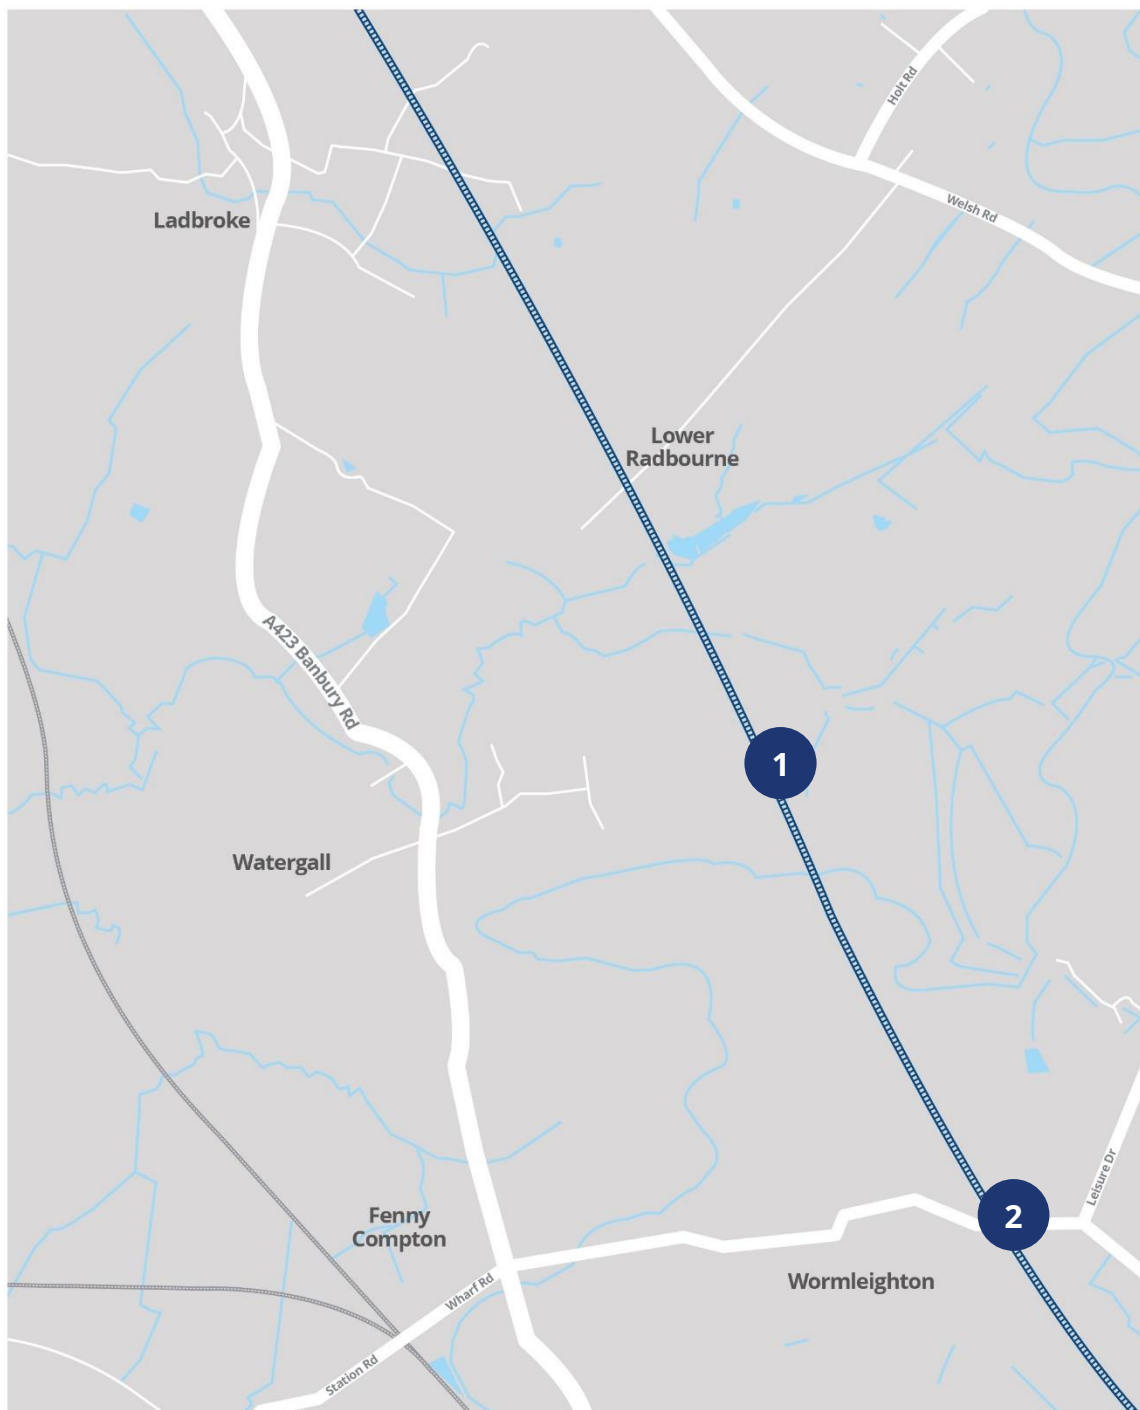 Holt Rd
Welsh Rd
Ladbroke
Lower
Radbourne
A423 Banbury Rd
1
Watergall
Leisure Dr
2
Fenny
Compton
Wormleighton
Wharf Rd
Station Rd